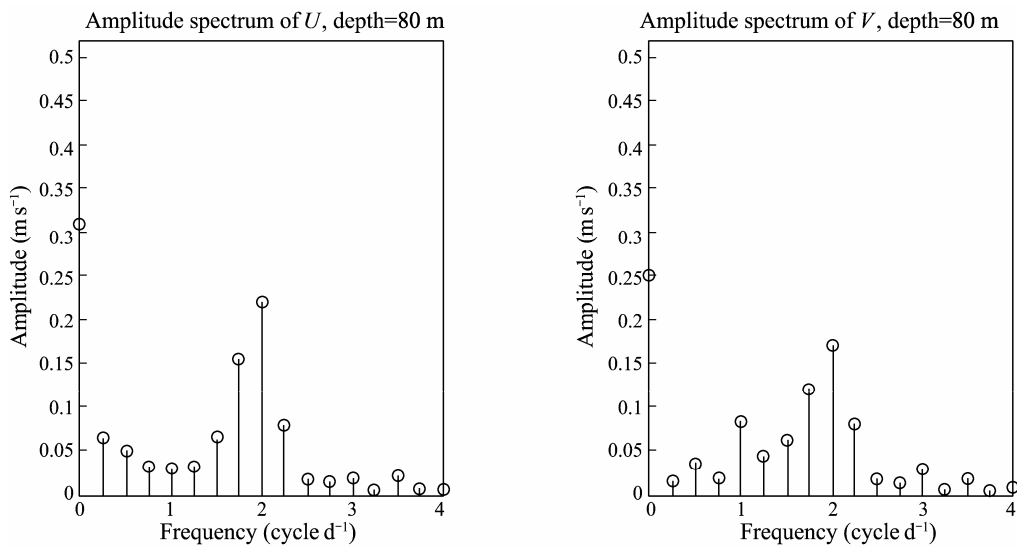 Amplitude spectrum of U, depth=80 m
0.5
0.45
0.4
0.35
0.3
0.25
0.2
0.15
0.1
0.05
0
Amplitude (m s⁻¹)
0 1 2 3 4
Frequency (cycle d⁻¹)
Amplitude spectrum of V, depth=80 m
0.5
0.45
0.4
0.35
0.3
0.25
0.2
0.15
0.1
0.05
0
Amplitude (m s⁻¹)
0 1 2 3 4
Frequency (cycle d⁻¹)